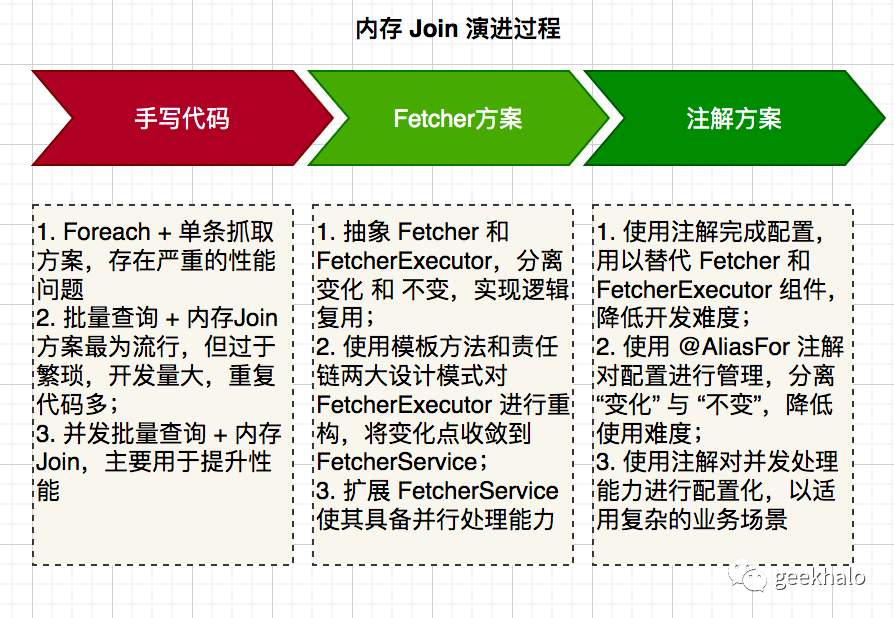 内存 Join 演进过程
手写代码
Fetcher方案
注解方案
1. Foreach + 单条抓取
方案，存在严重的性能
问题
2. 批量查询 + 内存Join
方案最为流行，但过于
繁琐，开发量大，重复
代码多；
3. 并发批量查询 + 内存
Join，主要用于提升性
能
1. 抽象 Fetcher 和
FetcherExecutor，分离
变化 和 不变，实现逻辑
复用；
2. 使用模板方法和责任
链两大设计模式对
FetcherExecutor 进行重
构，将变化点收敛到
FetcherService；
3. 扩展 FetcherService
使其具备并行处理能力
1. 使用注解完成配置，
用以替代 Fetcher 和
FetcherExecutor 组件，
降低开发难度；
2. 使用 @AliasFor 注解
对配置进行管理，分离
“变化” 与 “不变”，降低
使用难度；
3. 使用注解对并发处理
能力进行配置化，以适
用复杂的业务场景
geekhalo